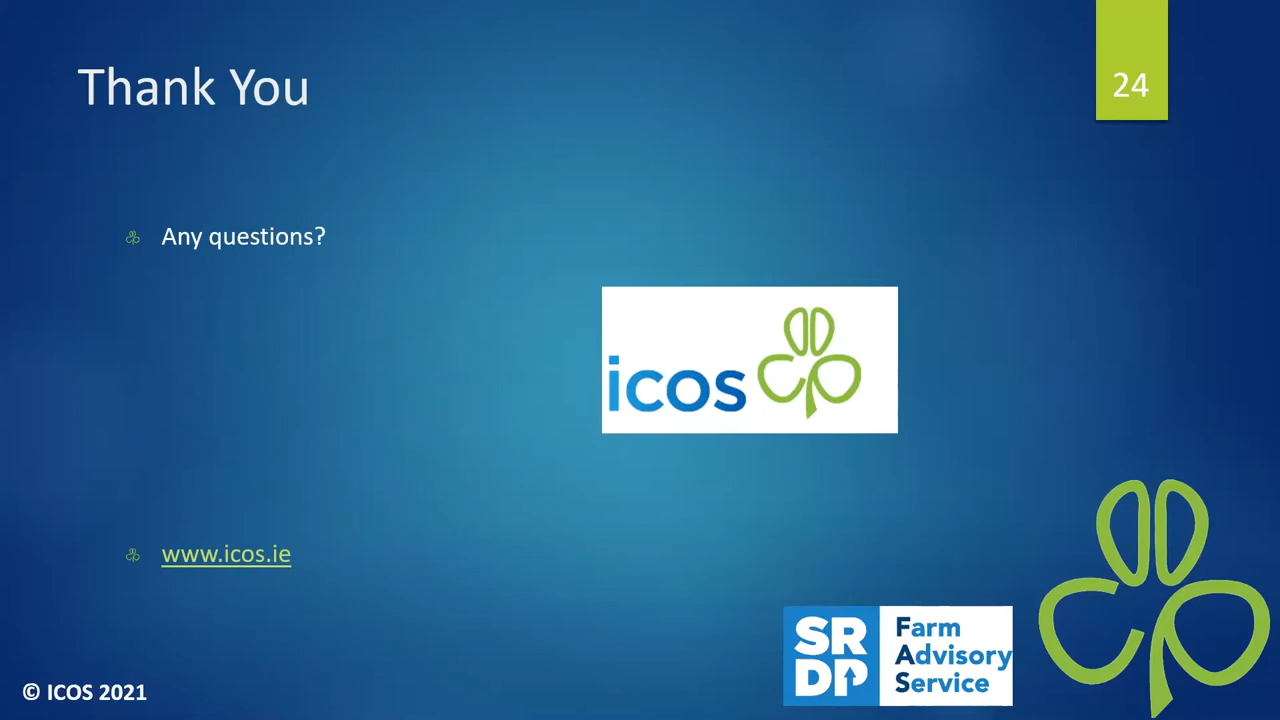 Thank You
24
Any questions?
icos
www.icos.ie
SR
DP
Farm
Advisory
Service
© ICOS 2021